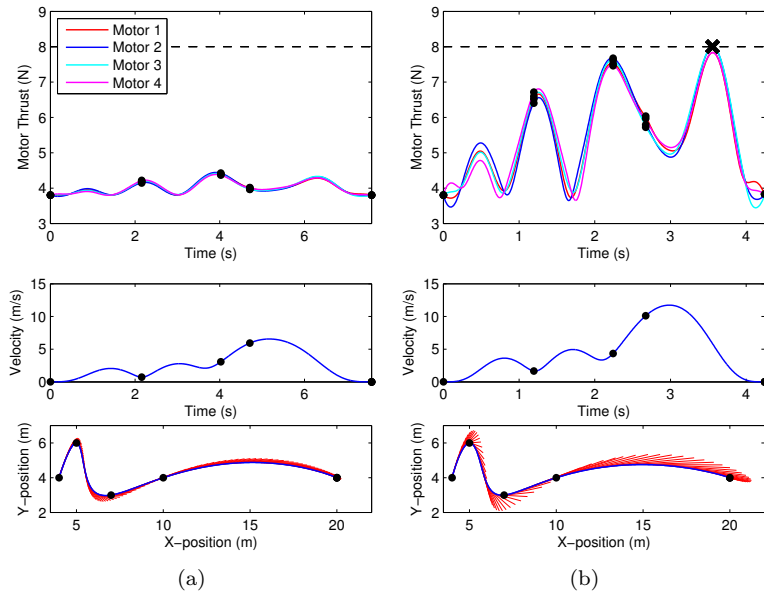 Motor Thrust (N)
9
8
7
6
5
4
3
Motor 1
Motor 2
Motor 3
Motor 4
0 2 4 6
Time (s)
Velocity (m/s)
15
10
5
0
0 2 4 6
Time (s)
Y−position (m)
6
4
2
5 10 15 20
X−position (m)
(a)
Motor Thrust (N)
9
8
7
6
5
4
3
0 1 2 3 4
Time (s)
Velocity (m/s)
15
10
5
0
0 1 2 3 4
Time (s)
Y−position (m)
6
4
2
5 10 15 20
X−position (m)
(b)